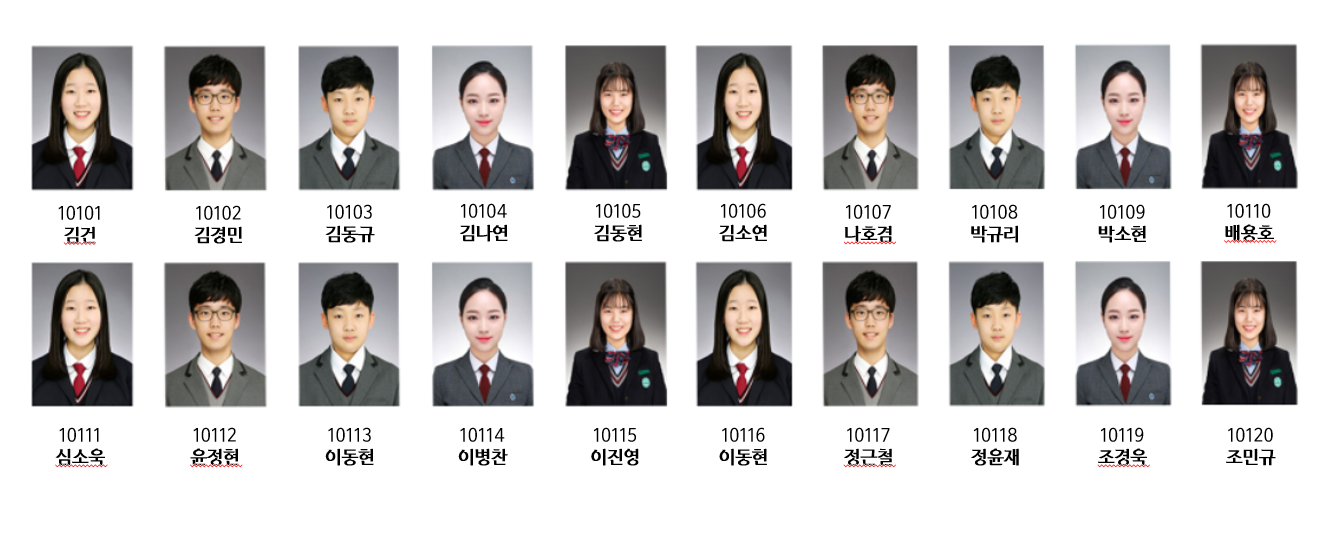 10101 10102 10103 10104 10105 10106 10107 10108 10109 10110
김건 김경민 김동규 김나연 김동현 김소연 나호겸 박규리 박소현 배용호
10111 10112 10113 10114 10115 10116 10117 10118 10119 10120
심소욱 윤정현 이동현 이병찬 이진영 이동현 정근철 정윤재 조경욱 조민규